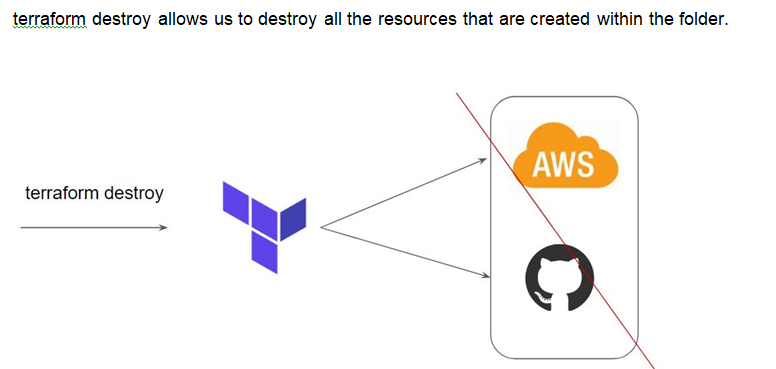 terraform destroy allows us to destroy all the resources that are created within the folder.
AWS
terraform destroy